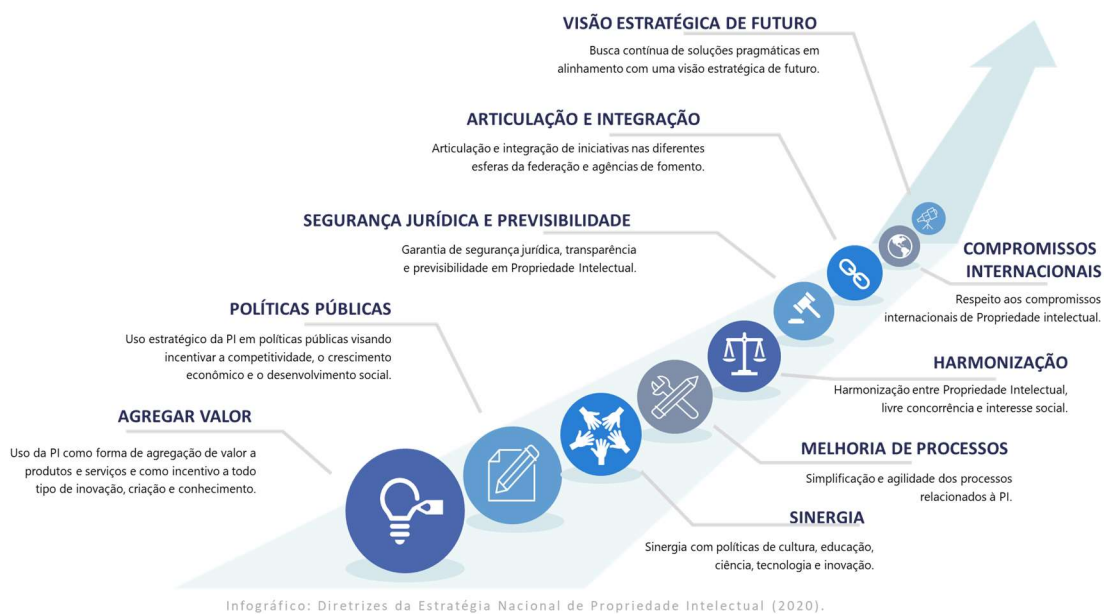 VISÃO ESTRATÉGICA DE FUTURO
Busca contínua de soluções pragmáticas em
alinhamento com uma visão estratégica de futuro.
ARTICULAÇÃO E INTEGRAÇÃO
Articulação e integração de iniciativas nas diferentes
esferas da federação e agências de fomento.
SEGURANÇA JURÍDICA E PREVISIBILIDADE
Garantia de segurança jurídica, transparência
e previsibilidade em Propriedade Intelectual.
POLÍTICAS PÚBLICAS
Uso estratégico da PI em políticas públicas visando
incentivar a competitividade, o crescimento
econômico e o desenvolvimento social.
AGREGAR VALOR
Uso da PI como forma de agregação de valor a
produtos e serviços e como incentivo a todo
tipo de inovação, criação e conhecimento.
COMPROMISSOS
INTERNACIONAIS
Respeito aos compromissos
internacionais de Propriedade intelectual.
HARMONIZAÇÃO
Harmonização entre Propriedade Intelectual,
livre concorrência e interesse social.
MELHORIA DE PROCESSOS
Simplificação e agilidade dos processos
relacionados à PI.
SINERGIA
Sinergia com políticas de cultura, educação,
ciência, tecnologia e inovação.
Infográfico: Diretrizes da Estratégia Nacional de Propriedade Intelectual (2020).